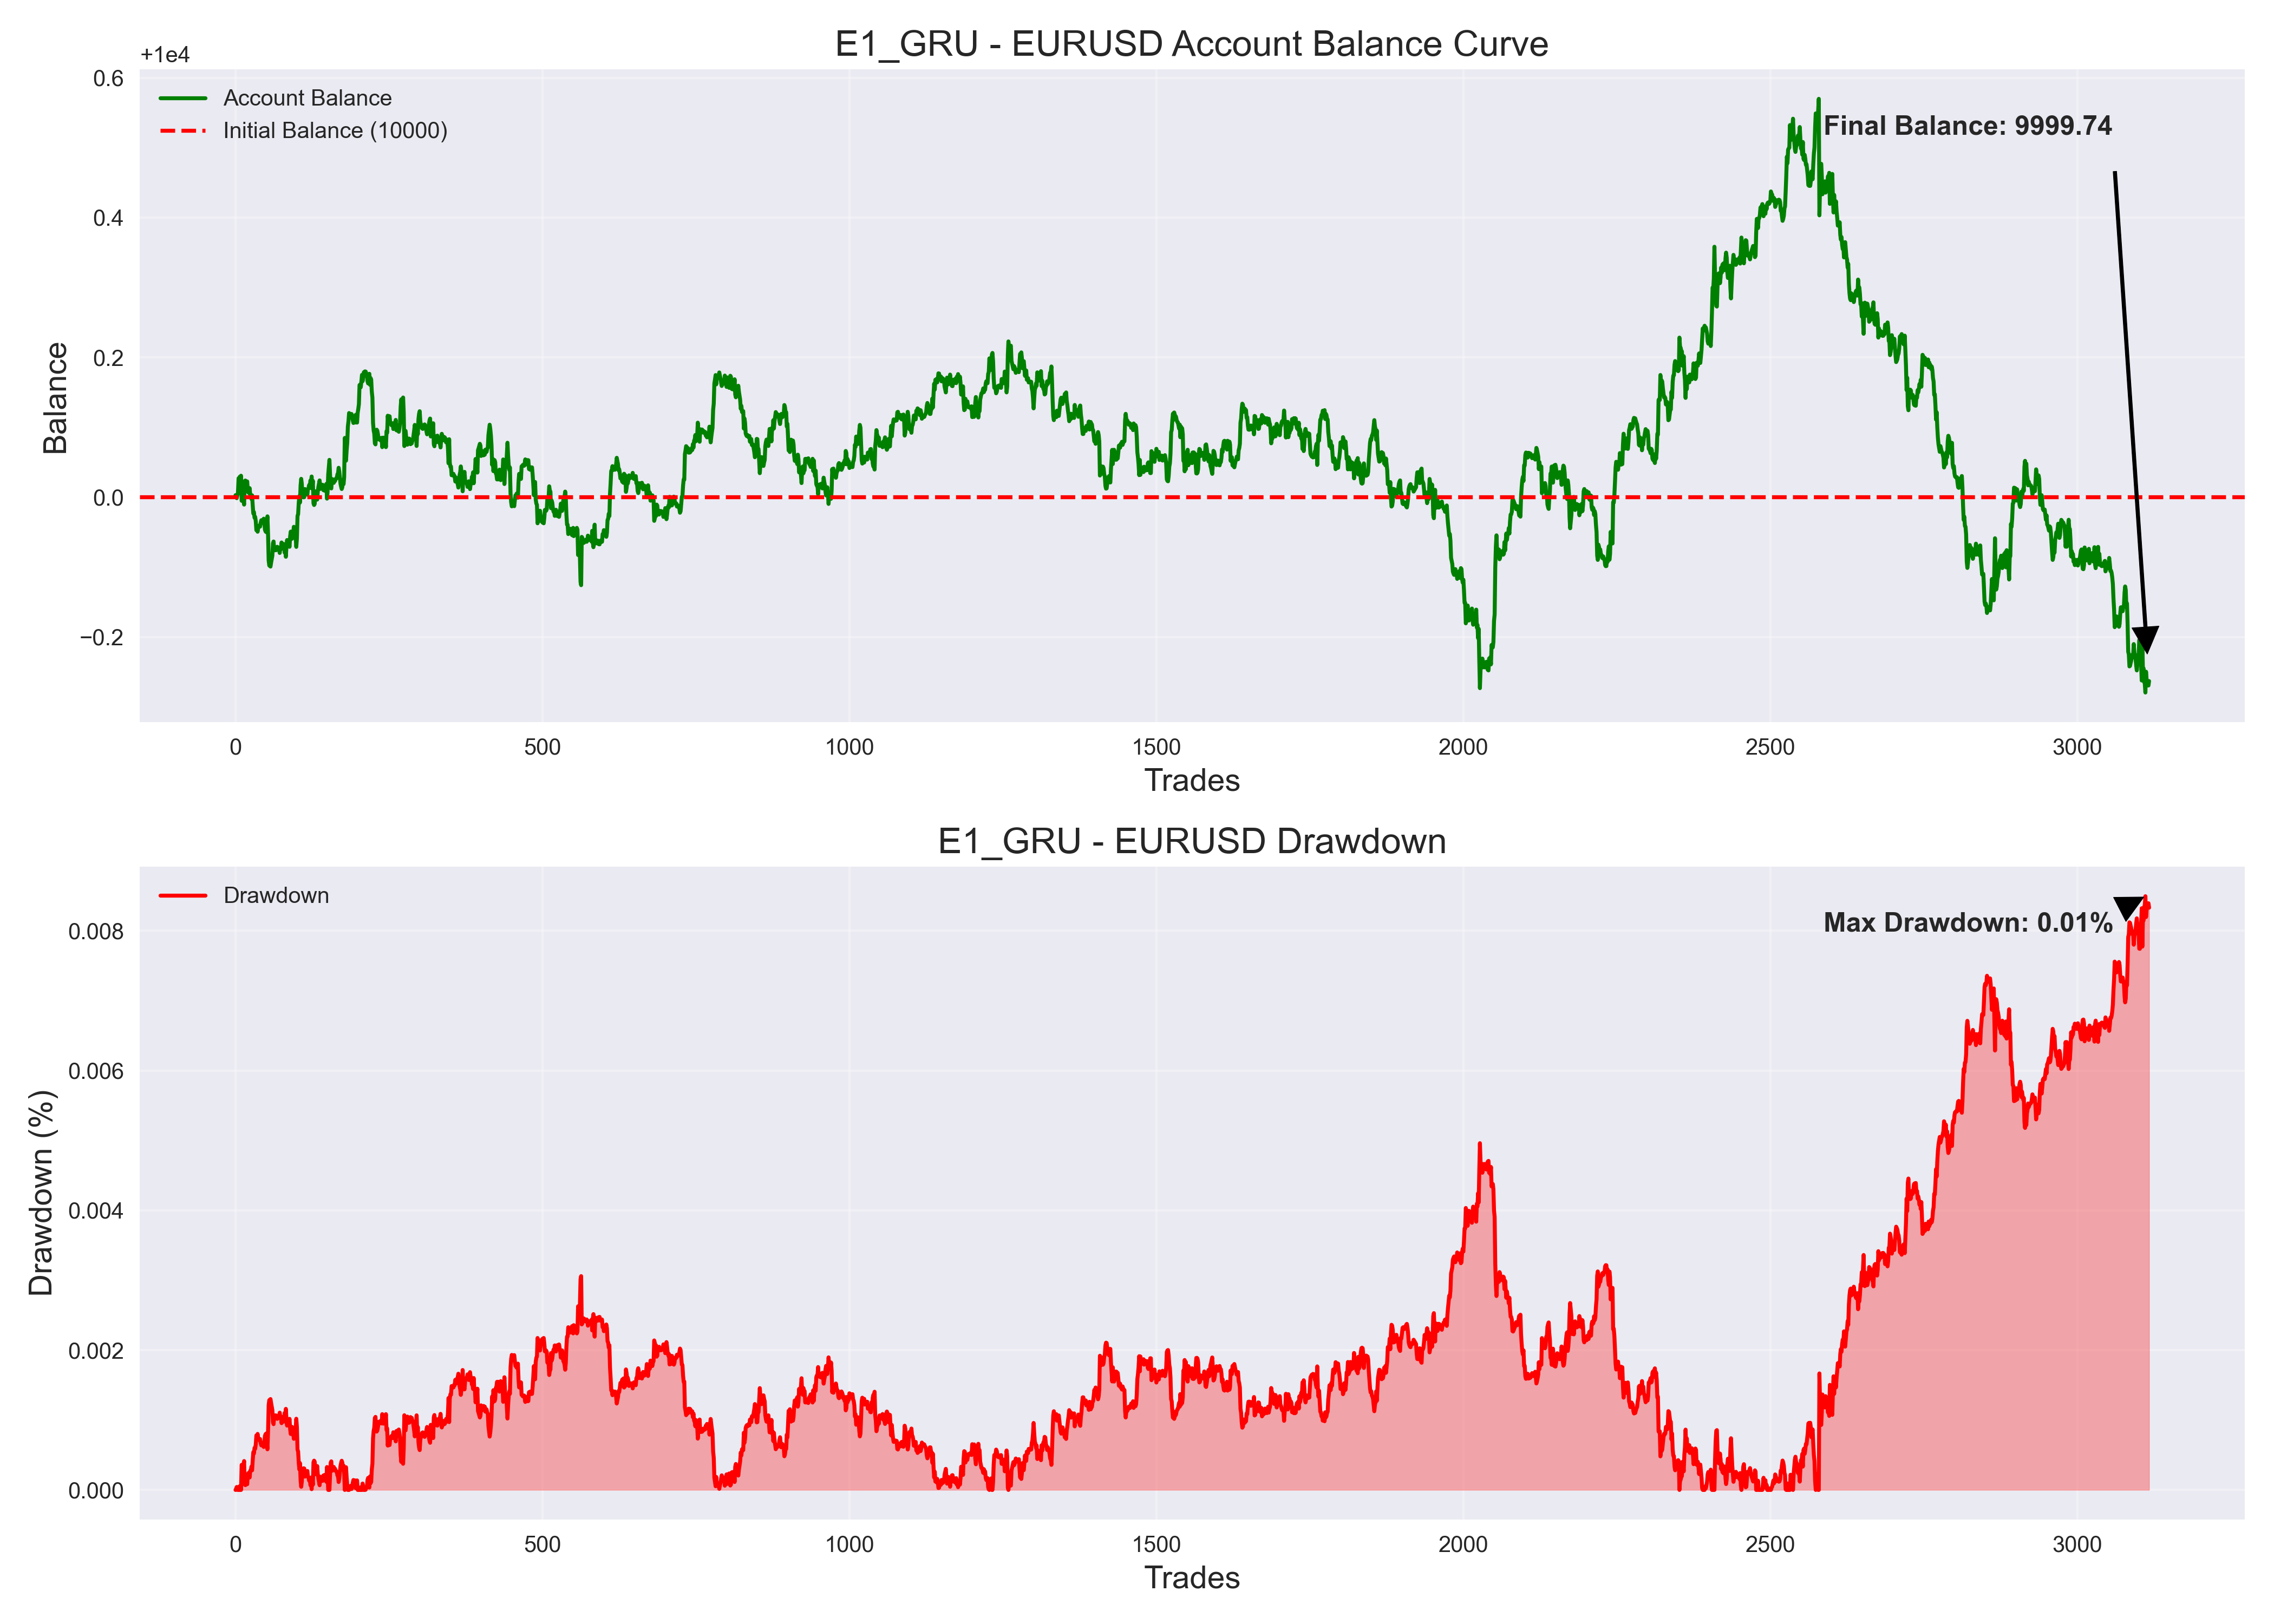 E1_GRU - EURUSD Account Balance Curve
+1e4
Account Balance
Initial Balance (10000)
Final Balance: 9999.74
Balance
0.6
0.4
0.2
0.0
−0.2
0 500 1000 1500 2000 2500 3000
Trades
E1_GRU - EURUSD Drawdown
Drawdown
Max Drawdown: 0.01%
Drawdown (%)
0.008
0.006
0.004
0.002
0.000
0 500 1000 1500 2000 2500 3000
Trades